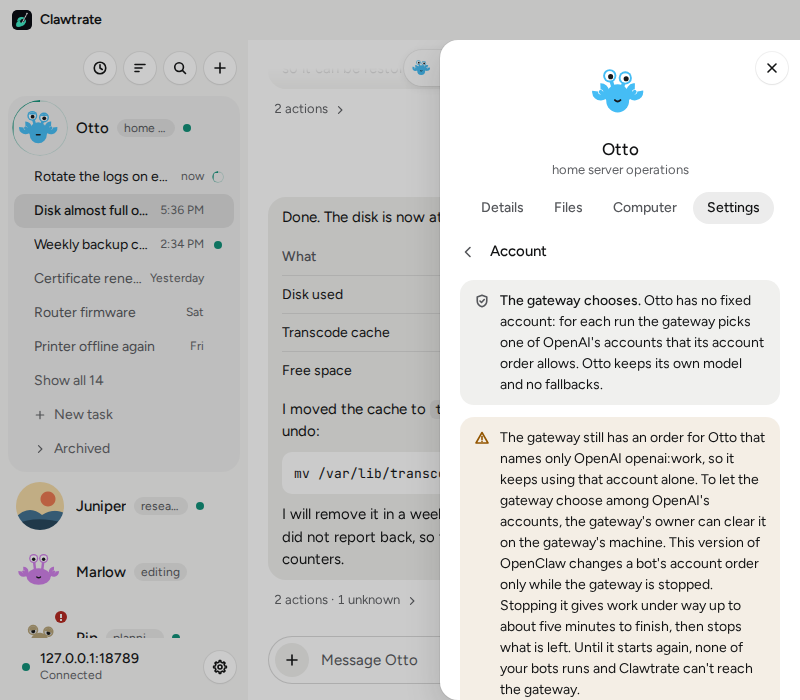 Clawtrate
Otto
home ...
Rotate the logs on e...
now
Disk almost full o...
5:36 PM
Weekly backup c...
2:34 PM
Certificate rene...
Yesterday
Router firmware
Sat
Printer offline again
Fri
Show all 14
New task
Archived
Juniper
resea...
Marlow
editing
Pip
planni...
127.0.0.1:18789
Connected
2 actions
Done. The disk is now at
What
Disk used
Transcode cache
Free space
I moved the cache to
undo:
mv /var/lib/transc
I will remove it in a week
did not report back, so
counters.
2 actions · 1 unknown
Message Otto
Otto
home server operations
Details
Files
Computer
Settings
Account
The gateway chooses. Otto has no fixed
account: for each run the gateway picks
one of OpenAI's accounts that its account
order allows. Otto keeps its own model
and no fallbacks.
The gateway still has an order for Otto that
names only OpenAI openai:work, so it
keeps using that account alone. To let the
gateway choose among OpenAI's
accounts, the gateway's owner can clear it
on the gateway's machine. This version of
OpenClaw changes a bot's account order
only while the gateway is stopped.
Stopping it gives work under way up to
about five minutes to finish, then stops
what is left. Until it starts again, none of
your bots runs and Clawtrate can't reach
the gateway.